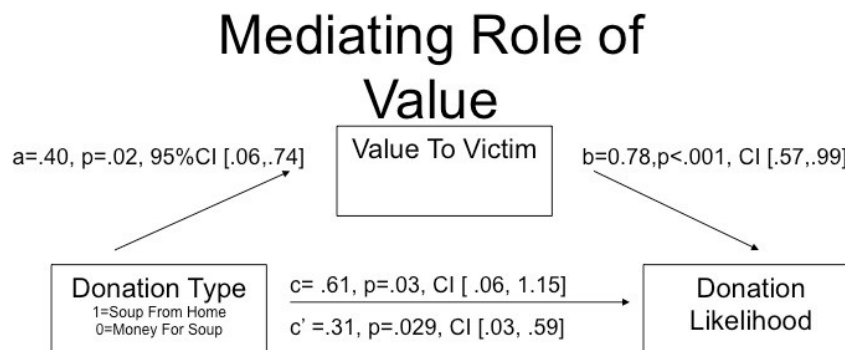 Mediating Role of
Value
a=.40, p=.02, 95%CI [.06,.74]
Value To Victim
b=0.78,p<.001, CI [.57,.99]
Donation Type
1=Soup From Home
0=Money For Soup
c= .61, p=.03, CI [ .06, 1.15]
c’ =.31, p=.029, CI [.03, .59]
Donation
Likelihood